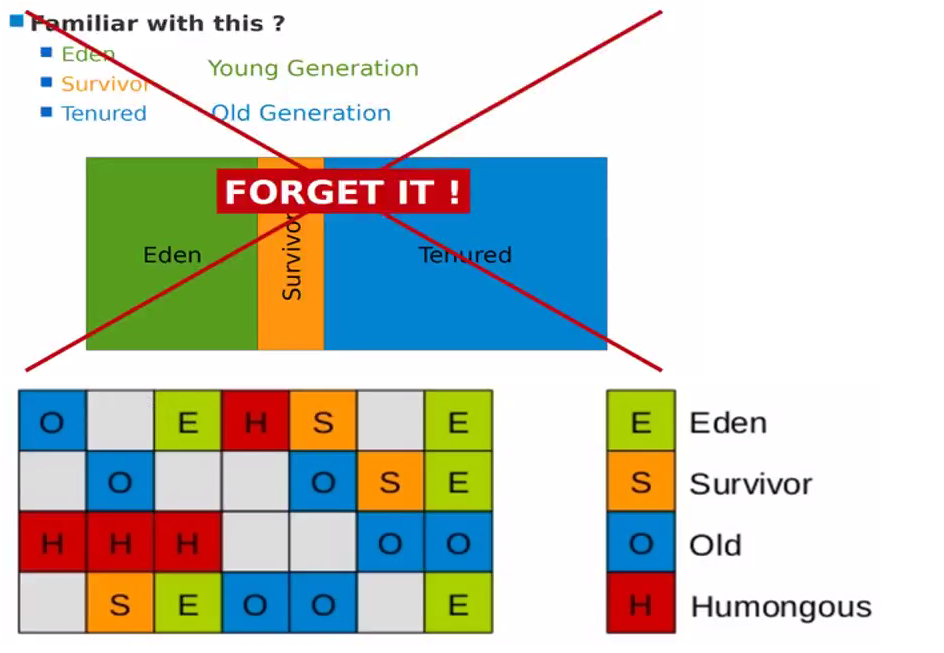 Familiar with this ?
Eden
Young Generation
Survivor
Tenured
Old Generation
FORGET IT !
Eden
Survivor
Tenured
O E H S E
O O S E
H H H O O
S E O O E
E Eden
S Survivor
O Old
H Humongous